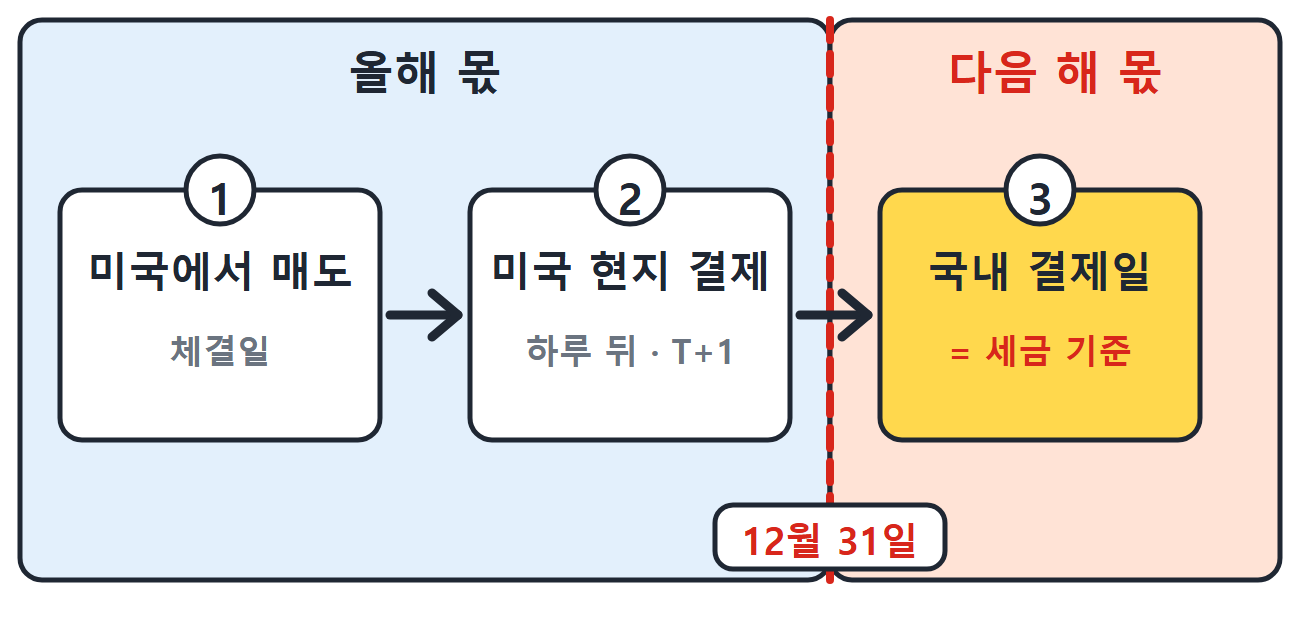 올해 몫
다음 해 몫
1
미국에서 매도
체결일
2
미국 현지 결제
하루 뒤 · T+1
3
국내 결제일
= 세금 기준
12월 31일